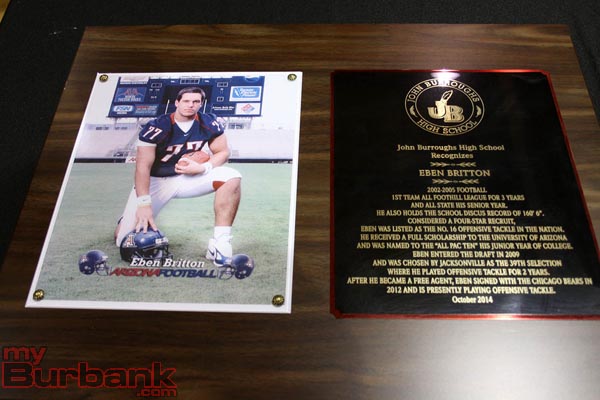 77
77
Eben Britton
ARIZONA FOOTBALL
JOHN BURROUGHS
JB
HIGH SCHOOL
John Burroughs High School
Recognizes
EBEN BRITTON
2002-2005 FOOTBALL
1ST TEAM ALL FOOTHILL LEAGUE FOR 3 YEARS
AND ALL STATE HIS SENIOR YEAR.
HE ALSO HOLDS THE SCHOOL DISCUS RECORD OF 160' 6".
CONSIDERED A FOUR-STAR RECRUIT,
EBEN WAS LISTED AS THE NO. 16 OFFENSIVE TACKLE IN THE NATION.
HE RECEIVED A FULL SCHOLARSHIP TO THE UNIVERSITY OF ARIZONA,
AND WAS NAMED TO THE "ALL PAC TEN" HIS JUNIOR YEAR OF COLLEGE.
EBEN ENTERED THE DRAFT IN 2009
AND WAS CHOSEN BY JACKSONVILLE AS THE 39TH SELECTION
WHERE HE PLAYED OFFENSIVE TACKLE FOR 2 YEARS.
AFTER HE BECAME A FREE AGENT, EBEN SIGNED WITH THE CHICAGO BEARS IN
2012 AND IS PRESENTLY PLAYING OFFENSIVE TACKLE.
October 2014
my
Burbank.com